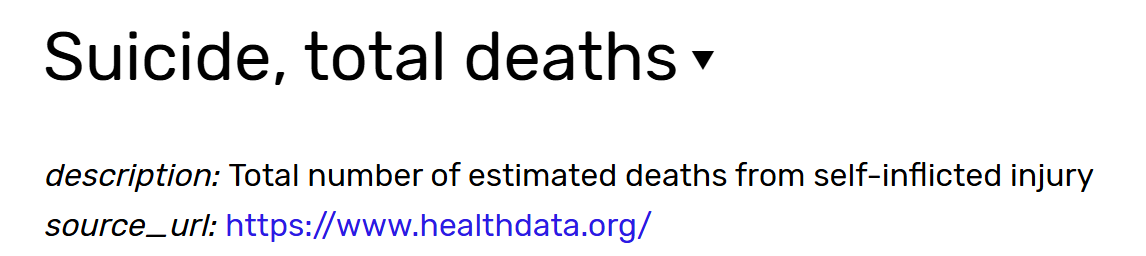 Suicide, total deaths ▼
description: Total number of estimated deaths from self-inflicted injury
source_url: https://www.healthdata.org/